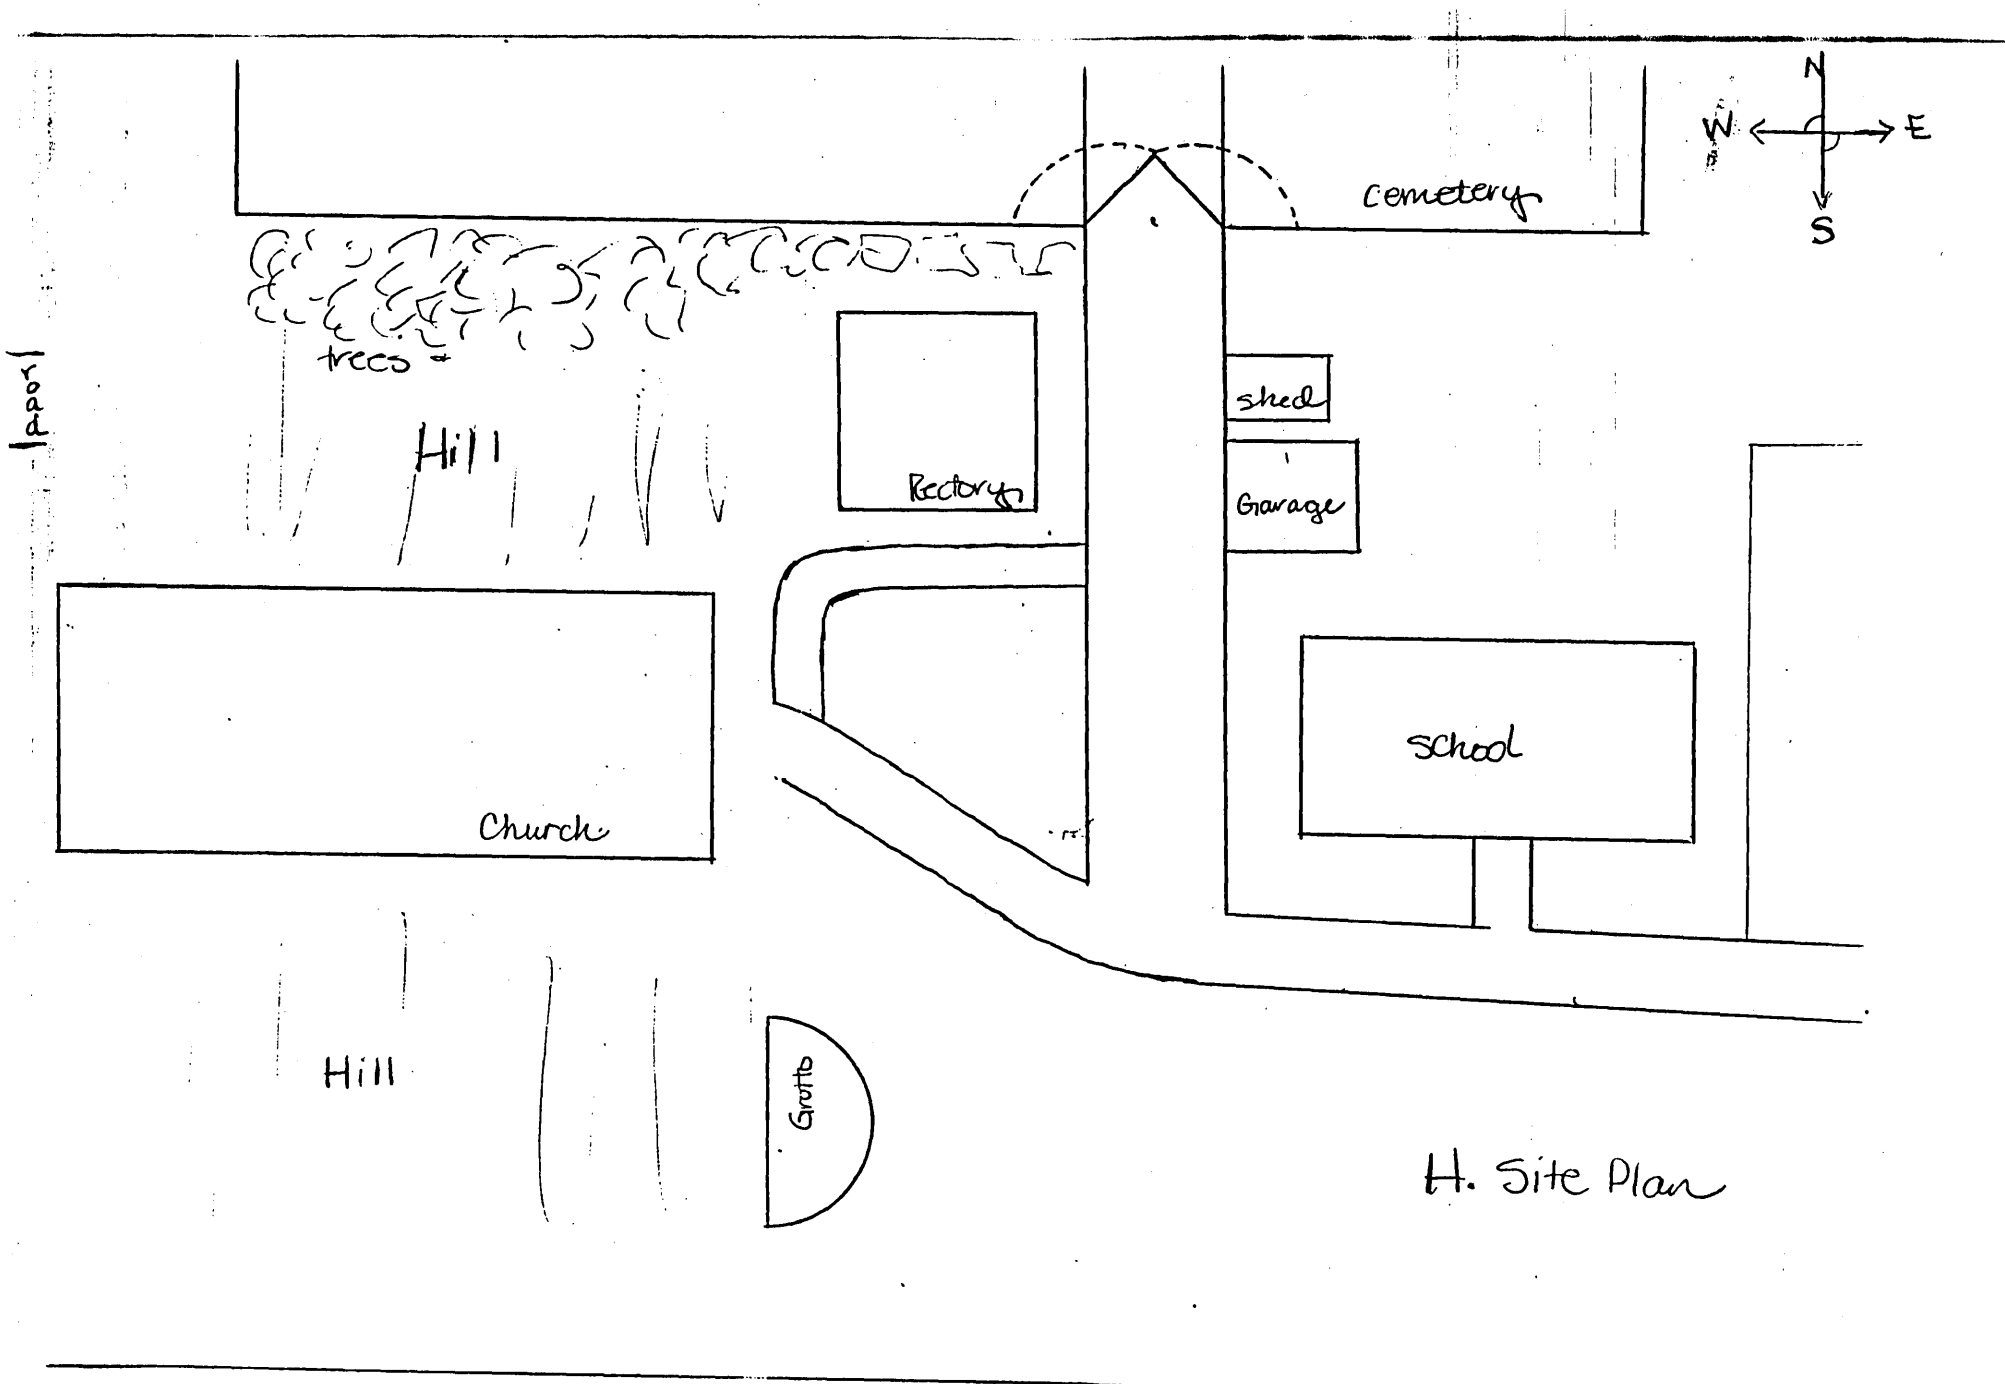 N
W E
S
cemetery
trees
road
Hill
shed
Rectory
Garage
school
Church
Hill
Grotto
H. Site Plan